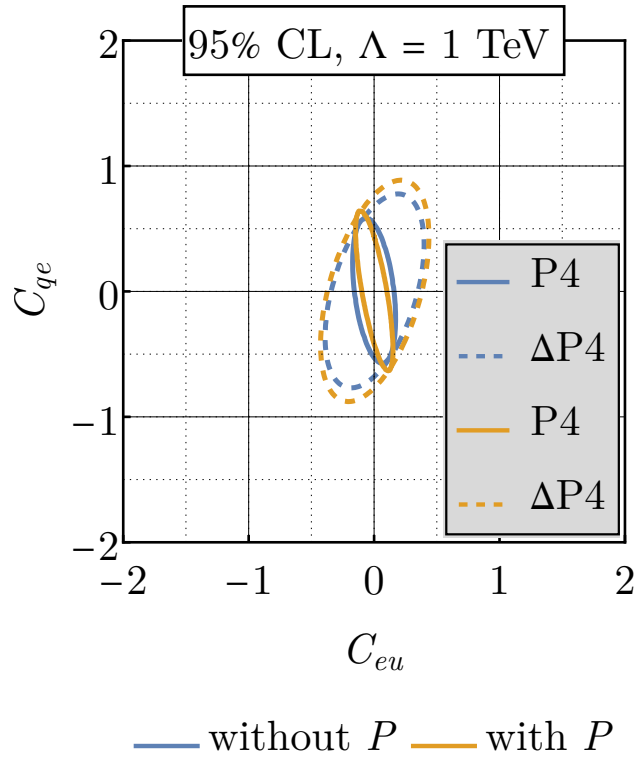 95% CL, Λ = 1 TeV
2
1
0
−1
−2
C_qe
P4
ΔP4
P4
ΔP4
−2 −1 0 1 2
C_eu
without P with P